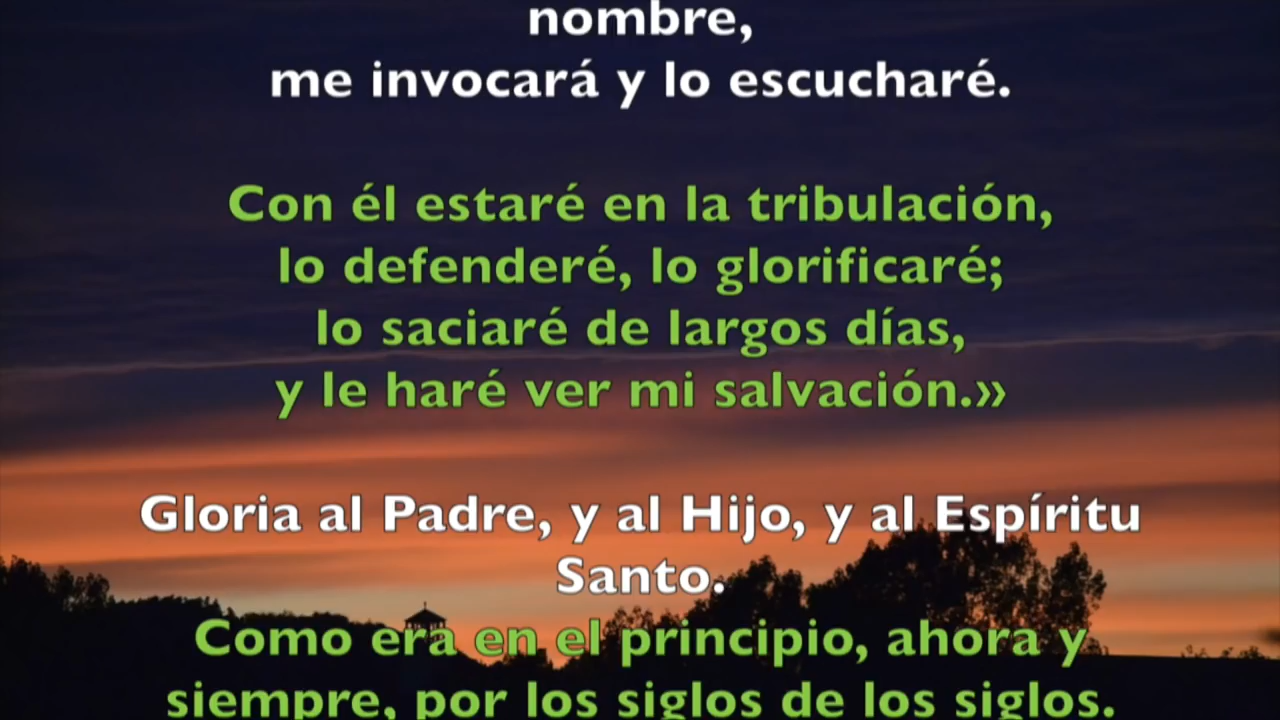 nombre,
me invocará y lo escucharé.
Con él estaré en la tribulación,
lo defenderé, lo glorificaré;
lo saciaré de largos días,
y le haré ver mi salvación.»
Gloria al Padre, y al Hijo, y al Espíritu
Santo.
Como era en el principio, ahora y
siempre, por los siglos de los siglos.